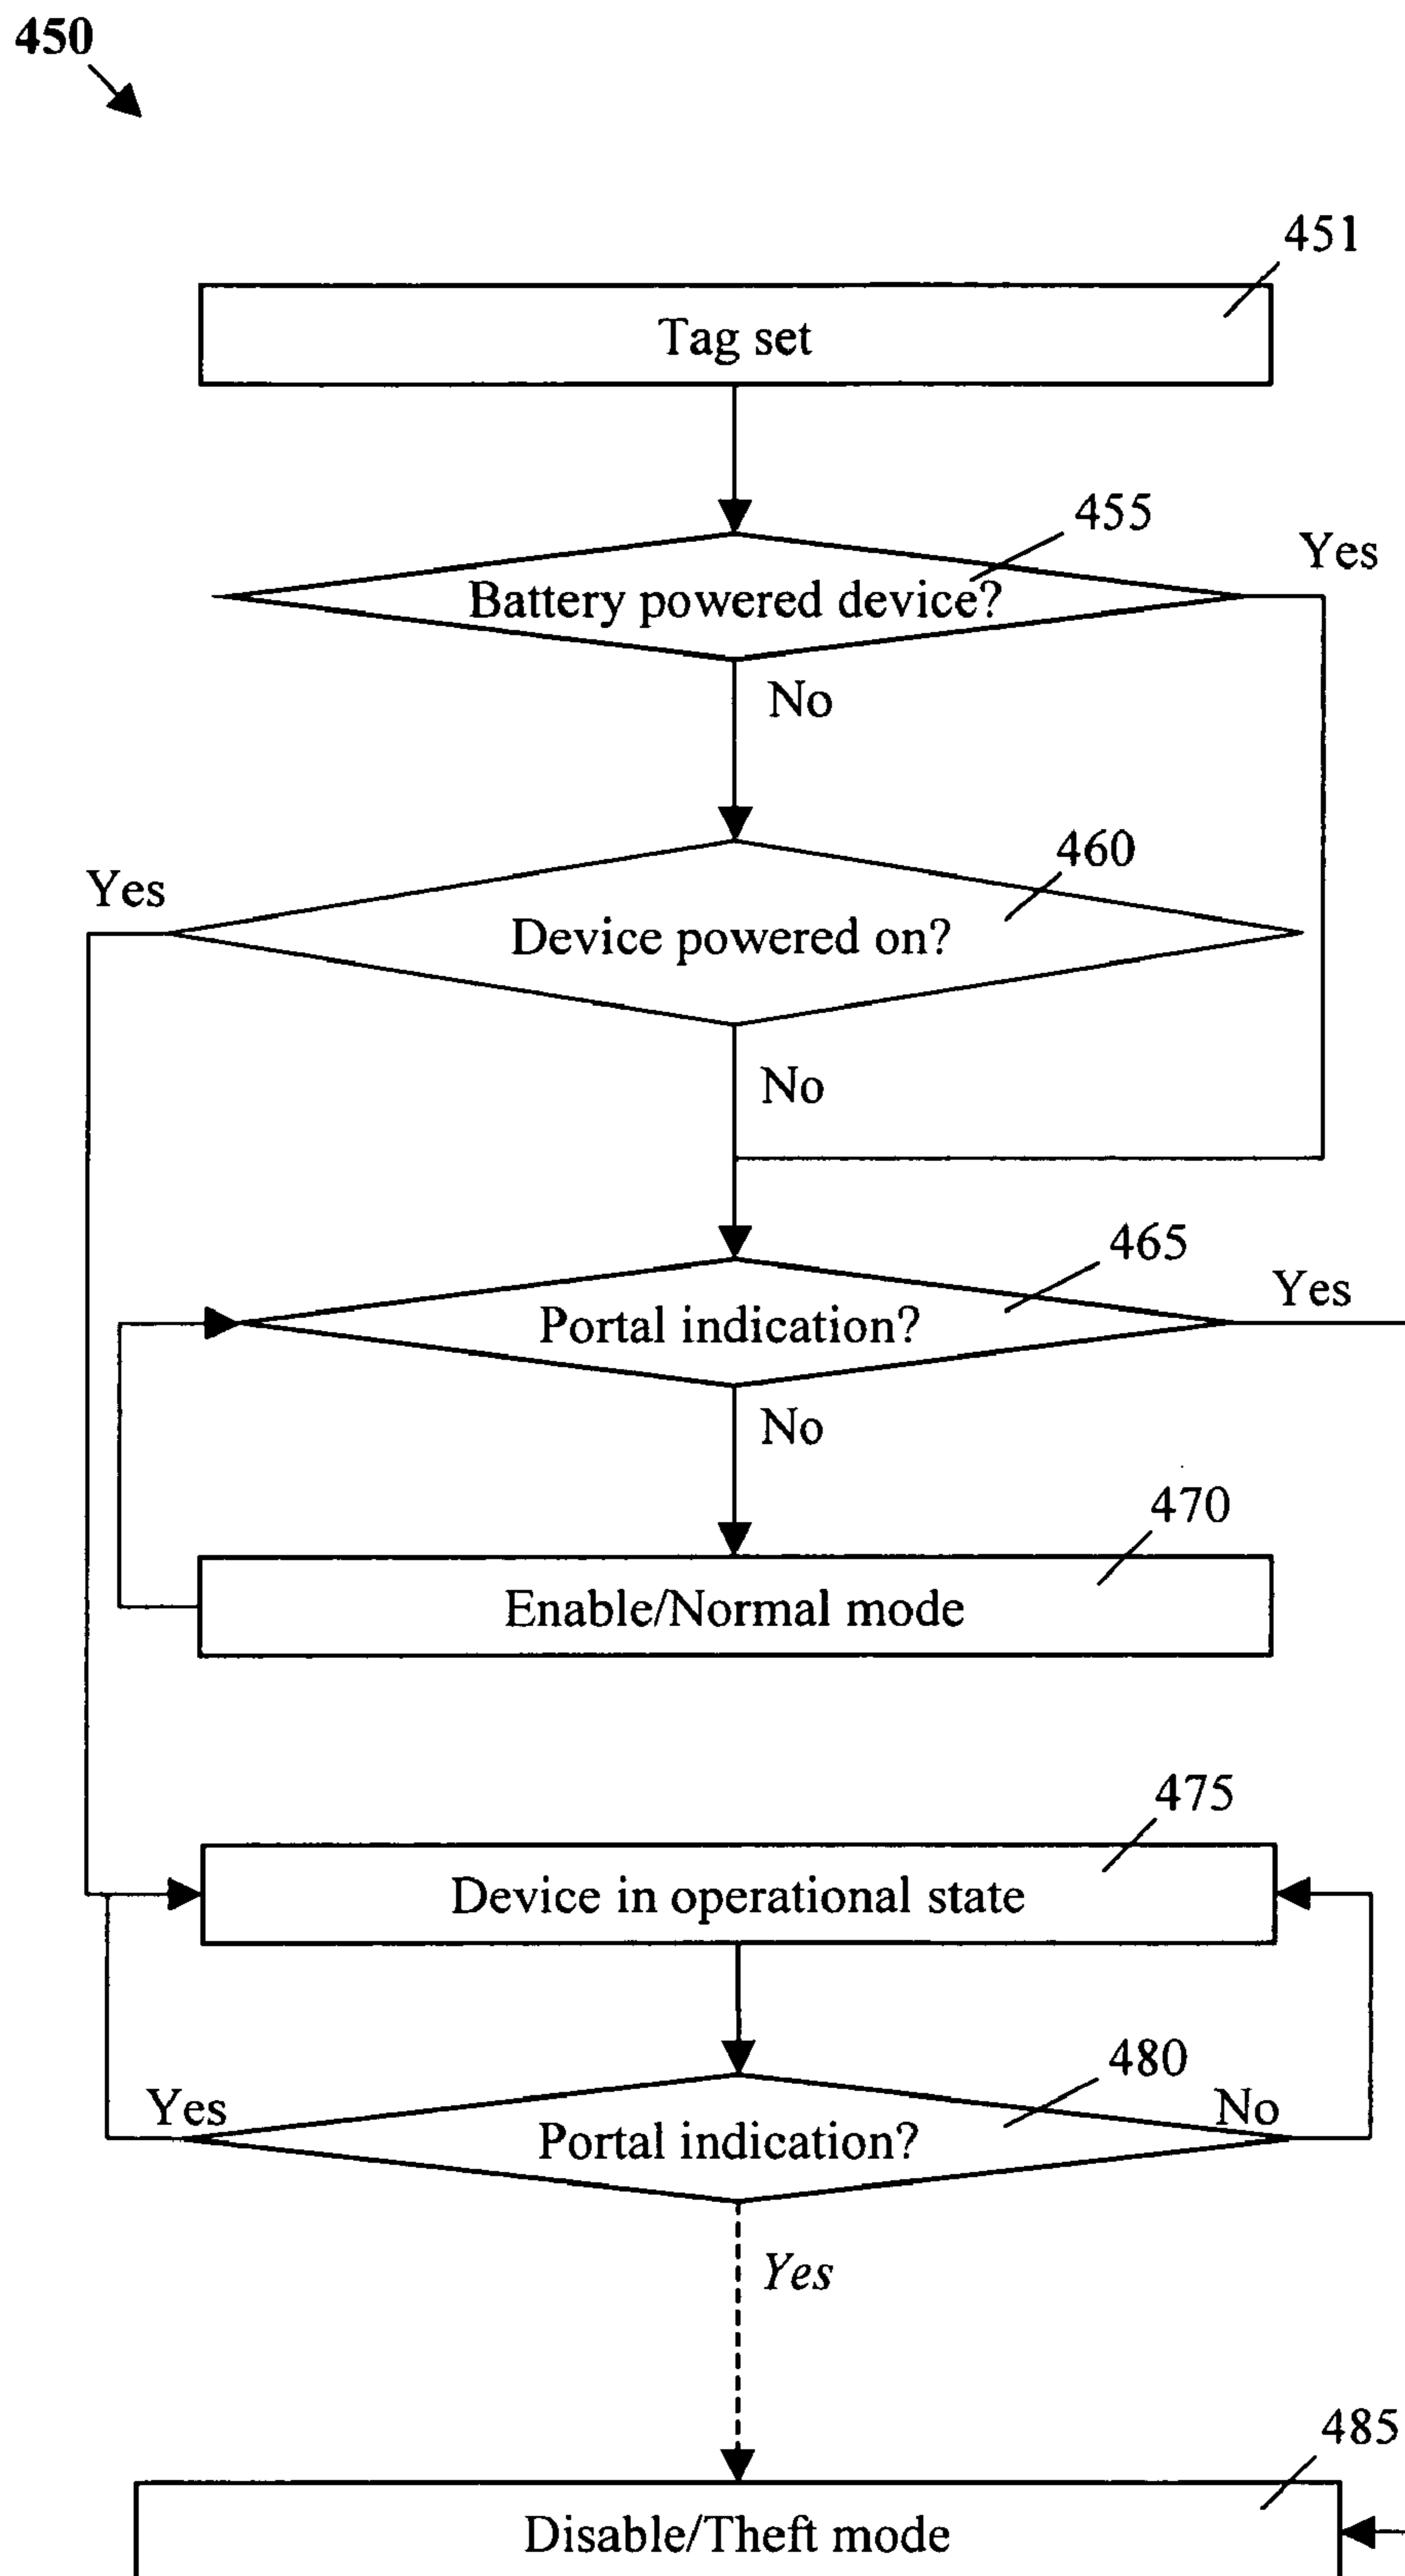 450
451
Tag set
455
Yes
Battery powered device?
No
460
Yes
Device powered on?
No
465
Yes
Portal indication?
No
470
Enable/Normal mode
475
Device in operational state
480
Yes
No
Portal indication?
Yes
485
Disable/Theft mode